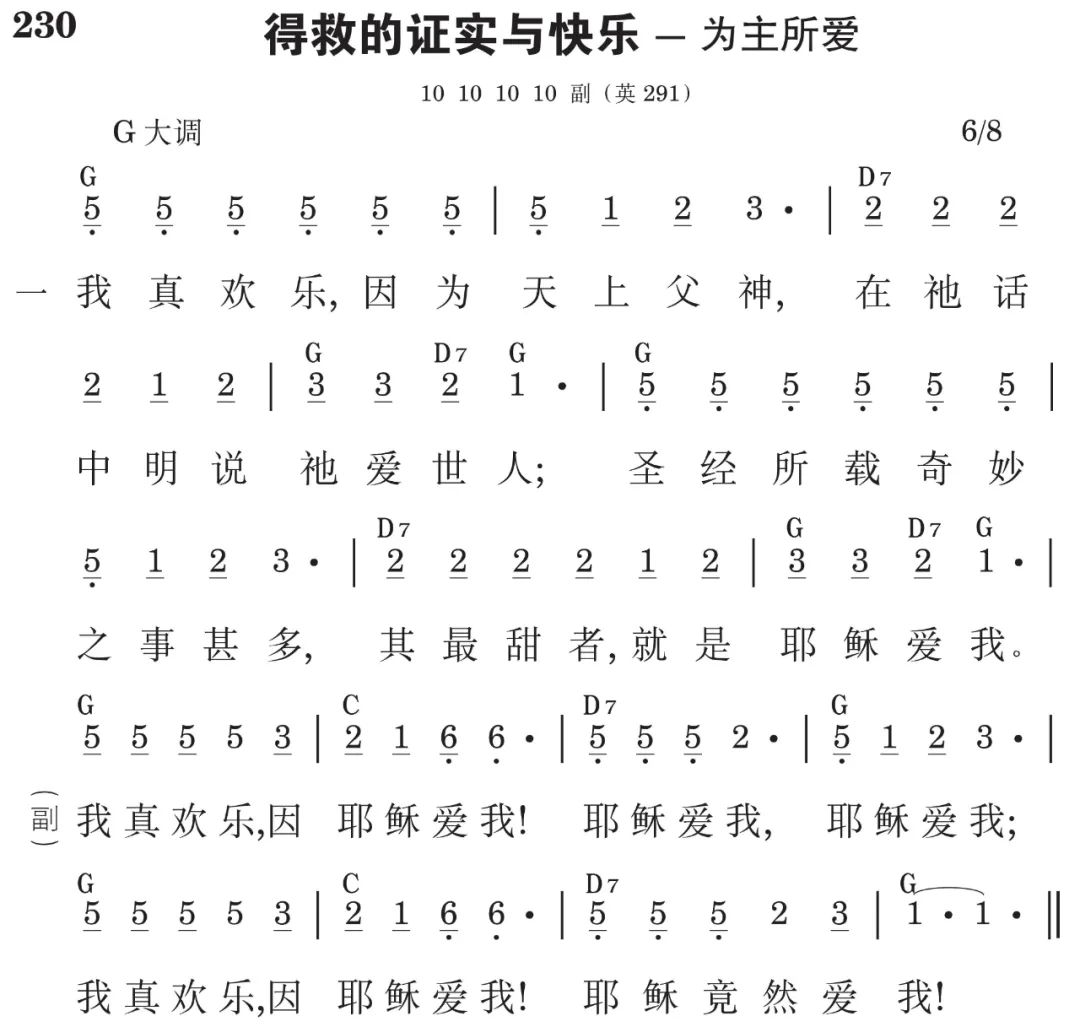 230 得救的证实与快乐 — 为主所爱
10 10 10 10 副（英291）
G 大调 6/8
G D7
5 5 5 5 5 5 | 5 1 2 3 · | 2 2 2
一 我 真 欢 乐, 因 为 天 上 父 神, 在 祂 话
G D7 G G
2 1 2 | 3 3 2 1 · | 5 5 5 5 5 5 |
中 明 说 祂 爱 世 人; 圣 经 所 载 奇 妙
D7 G D7 G
5 1 2 3 · | 2 2 2 2 1 2 | 3 3 2 1 · |
之 事 甚 多, 其 最 甜 者, 就 是 耶 稣 爱 我。
G C D7 G
5 5 5 5 3 | 2 1 6 6 · | 5 5 5 2 · | 5 1 2 3 · |
（副） 我 真 欢 乐, 因 耶 稣 爱 我! 耶 稣 爱 我, 耶 稣 爱 我;
G C D7 G
5 5 5 5 3 | 2 1 6 6 · | 5 5 5 2 3 | 1 · 1 · ‖
我 真 欢 乐, 因 耶 稣 爱 我! 耶 稣 竟 然 爱 我!